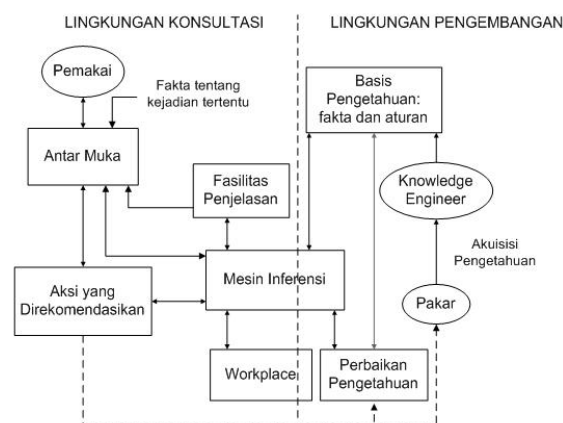 LINGKUNGAN KONSULTASI
LINGKUNGAN PENGEMBANGAN
Pemakai
Fakta tentang
kejadian tertentu
Basis
Pengetahuan:
fakta dan aturan
Antar Muka
Fasilitas
Penjelasan
Knowledge
Engineer
Akuisisi
Pengetahuan
Aksi yang
Direkomendasikan
Mesin Inferensi
Pakar
Workplace
Perbaikan
Pengetahuan